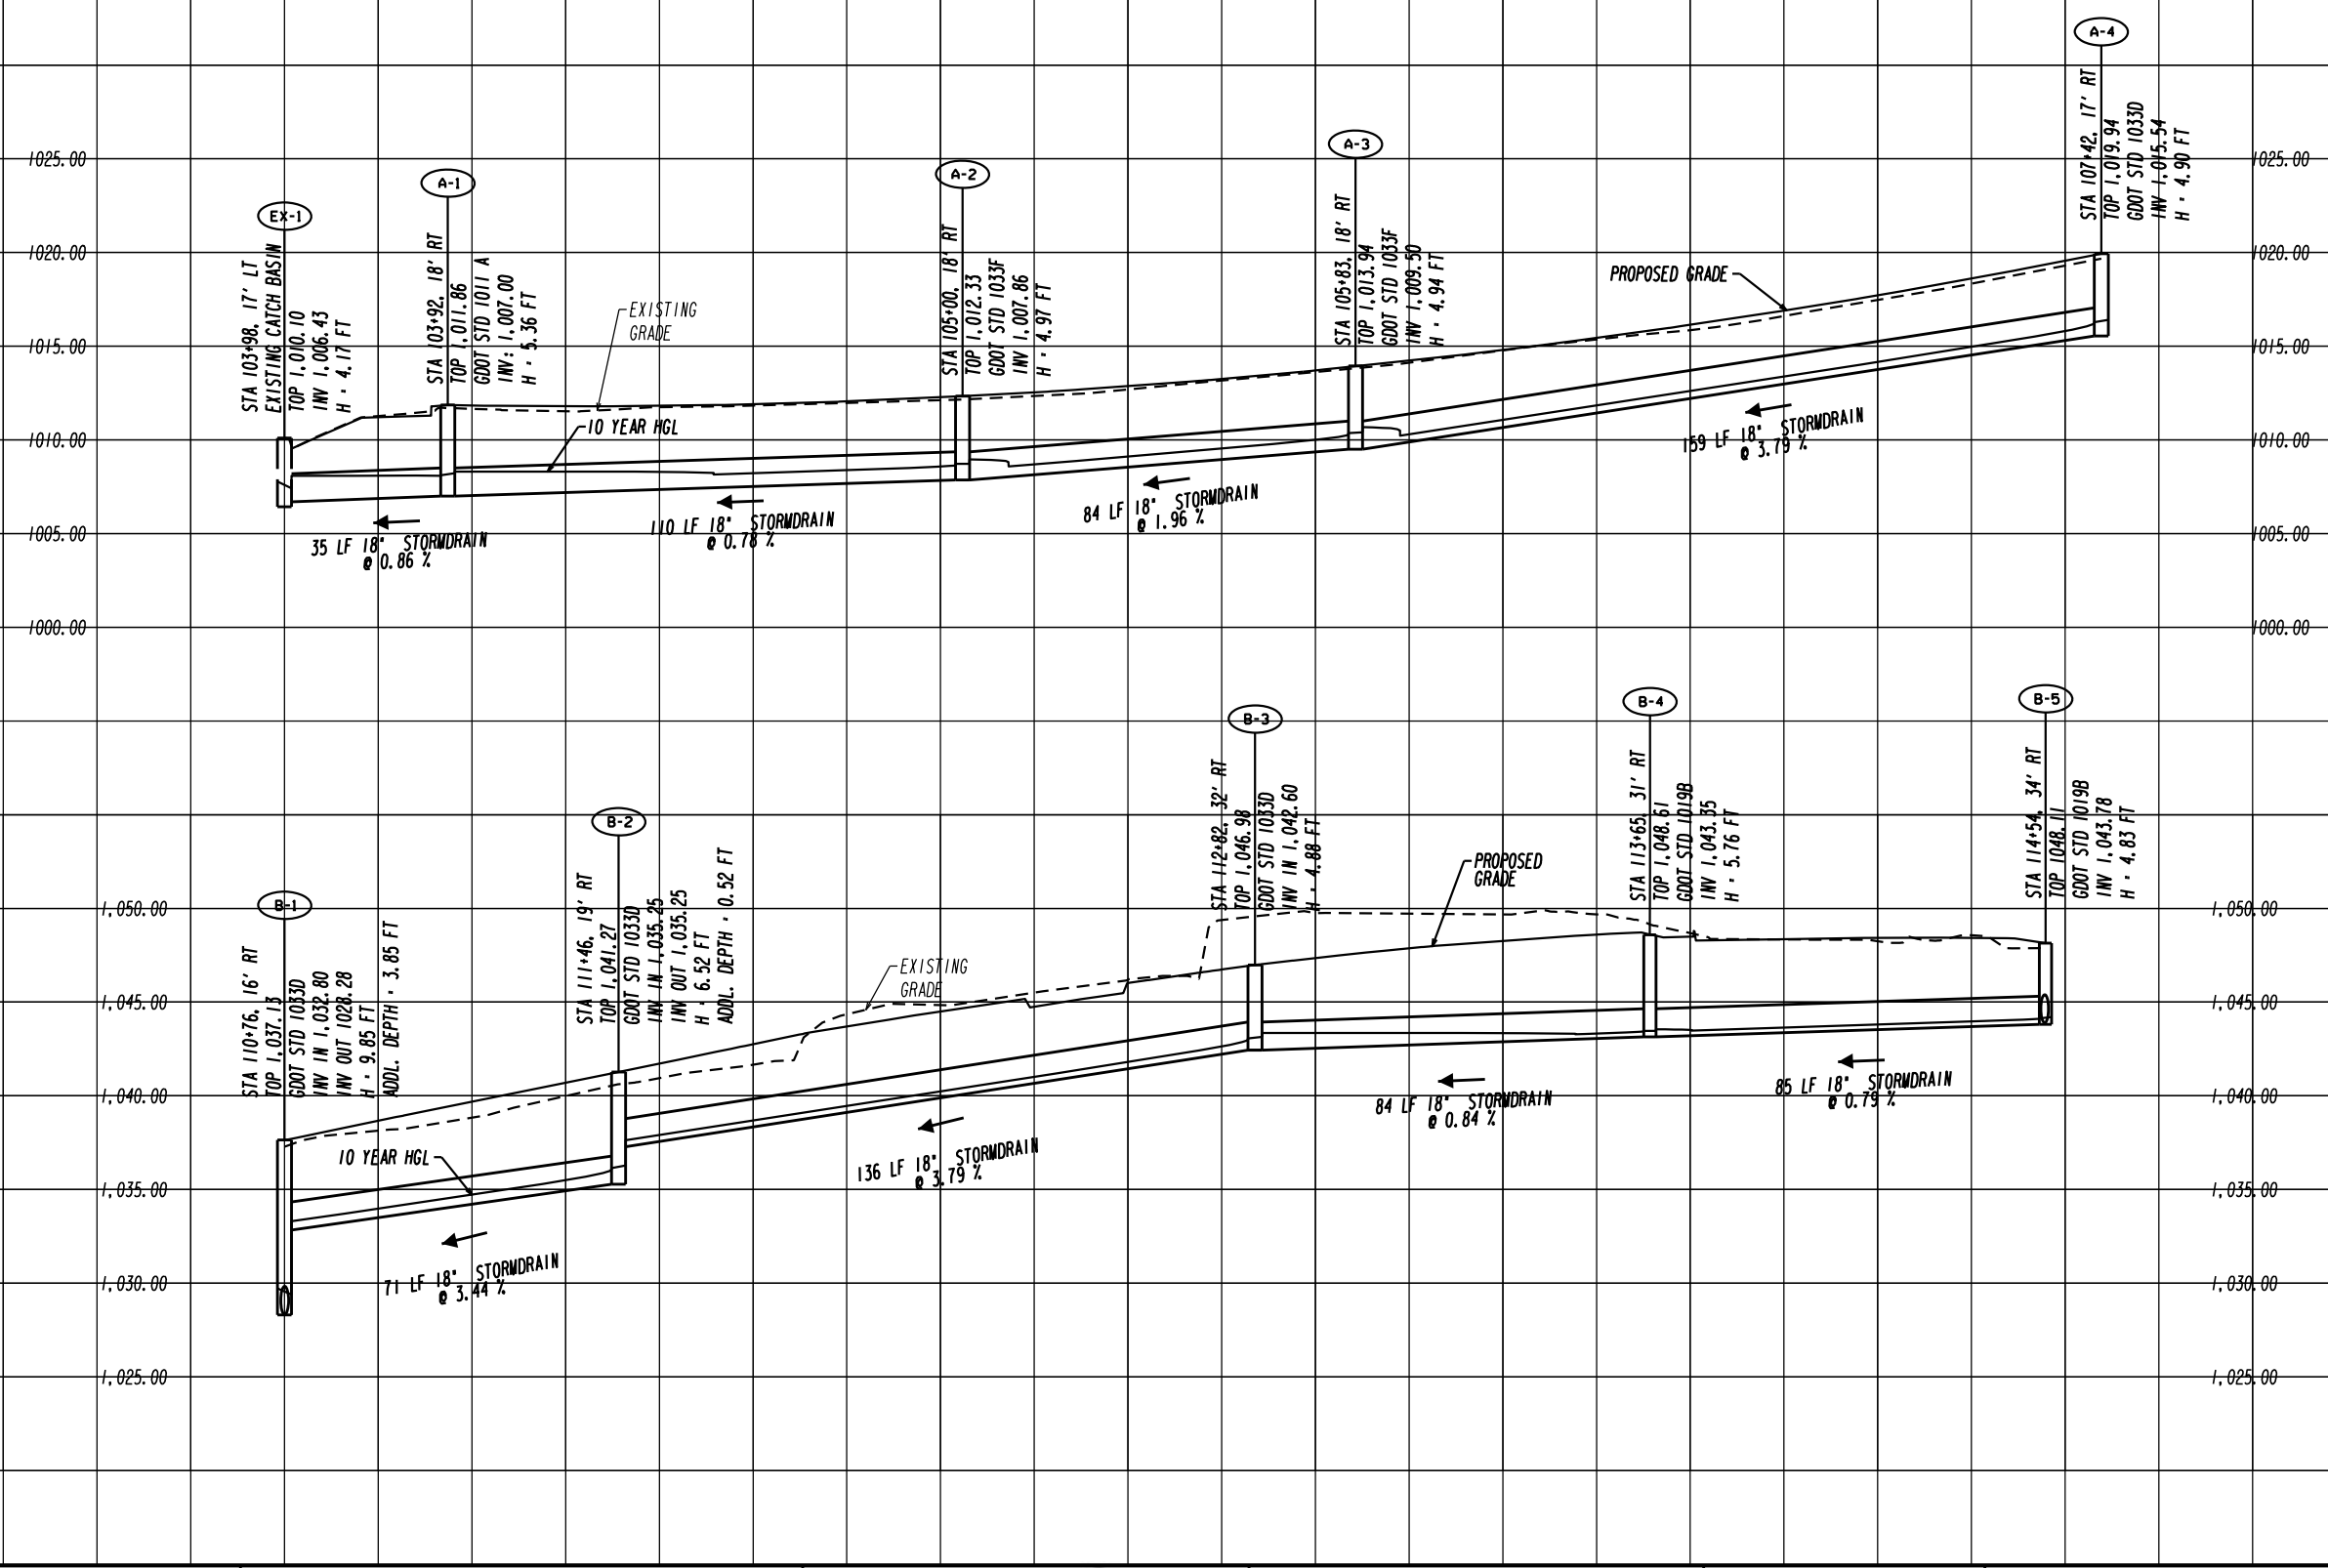 A-4
STA 107+42, 17' RT
TOP 1,019.94
GDOT STD 1033D
INV 1,015.54
H = 4.90 FT
A-3
STA 105+83, 18' RT
TOP 1,013.94
GDOT STD 1033F
INV 1,009.50
H = 4.94 FT
A-2
STA 105+00, 18' RT
TOP 1,012.33
GDOT STD 1033F
INV 1,007.86
H = 4.97 FT
A-1
STA 103+92, 18' RT
TOP 1,011.86
GDOT STD 1011 A
INV: 1,007.00
H = 5.36 FT
EX-1
STA 103+98, 17' LT
EXISTING CATCH BASIN
TOP 1,010.10
INV 1,006.43
H = 4.17 FT
1025.00
1025.00
1020.00
1020.00
PROPOSED GRADE
EXISTING
GRADE
1015.00
1015.00
10 YEAR HGL
1010.00
1010.00
159 LF 18" STORMDRAIN
@ 3.79 %
84 LF 18" STORMDRAIN
@ 1.96 %
110 LF 18" STORMDRAIN
@ 0.78 %
35 LF 18" STORMDRAIN
@ 0.86 %
1005.00
1005.00
1000.00
1000.00
B-5
STA 114+54, 34' RT
TOP 1048.11
GDOT STD 1019B
INV 1,043.78
H = 4.83 FT
B-4
STA 113+65, 31' RT
TOP 1,048.61
GDOT STD 1019B
INV 1,043.35
H = 5.76 FT
B-3
STA 112+82, 32' RT
TOP 1,046.98
GDOT STD 1033D
INV IN 1,042.60
H = 4.88 FT
B-2
STA 111+46, 19' RT
TOP 1,041.27
GDOT STD 1033D
INV IN 1,035.25
INV OUT 1,035.25
H = 6.52 FT
ADDL. DEPTH = 0.52 FT
B-1
STA 110+76, 16' RT
TOP 1,037.13
GDOT STD 1033D
INV IN 1,032.80
INV OUT 1028.28
H = 9.85 FT
ADDL. DEPTH = 3.85 FT
PROPOSED
GRADE
1,050.00
1,050.00
EXISTING
GRADE
1,045.00
1,045.00
85 LF 18" STORMDRAIN
@ 0.79 %
84 LF 18" STORMDRAIN
@ 0.84 %
1,040.00
1,040.00
136 LF 18" STORMDRAIN
@ 3.79 %
10 YEAR HGL
1,035.00
1,035.00
71 LF 18" STORMDRAIN
@ 3.44 %
1,030.00
1,030.00
1,025.00
1,025.00